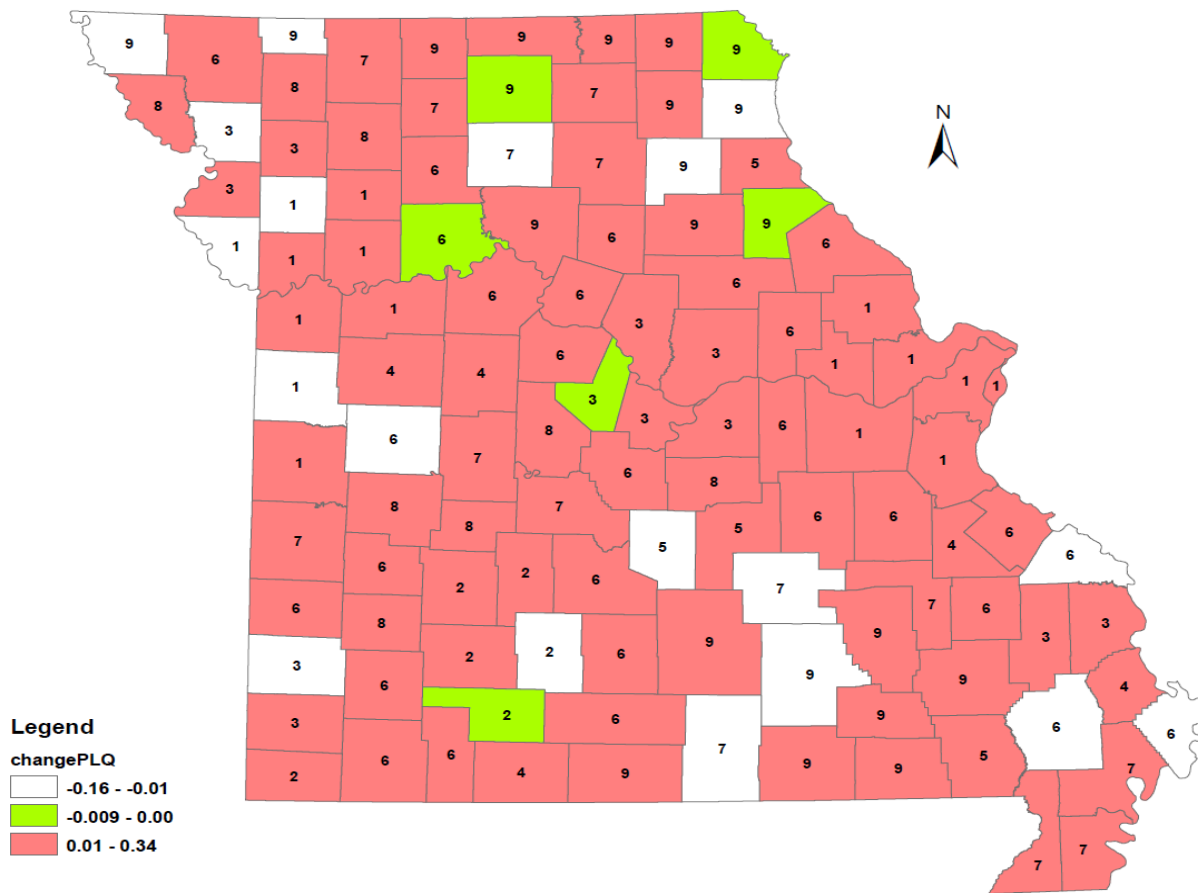 9 9 9 9 9 9 9
6 7
8 9 7
8 7 9 9
N
3 3 8 7 7 9 5
6
3 1 1
1 6 9 6 9 9 6
1 1
6 6 6
1 1 3 6 1
6 3 1 1
1 4 4 1 1
3 3 3 6
6 8 1
1 7 6 8 1
8 7 8 5 6 6 6
7 5 4 6
6 2 2 6 7
6 8 7 6 3
9 9 3
3 2 2 6 9 9 4
6
3 2 6 9 6 6
6 6 4 9 7 9 9 5 7
2
7 7
Legend
changePLQ
-0.16 - -0.01
-0.009 - 0.00
0.01 - 0.34